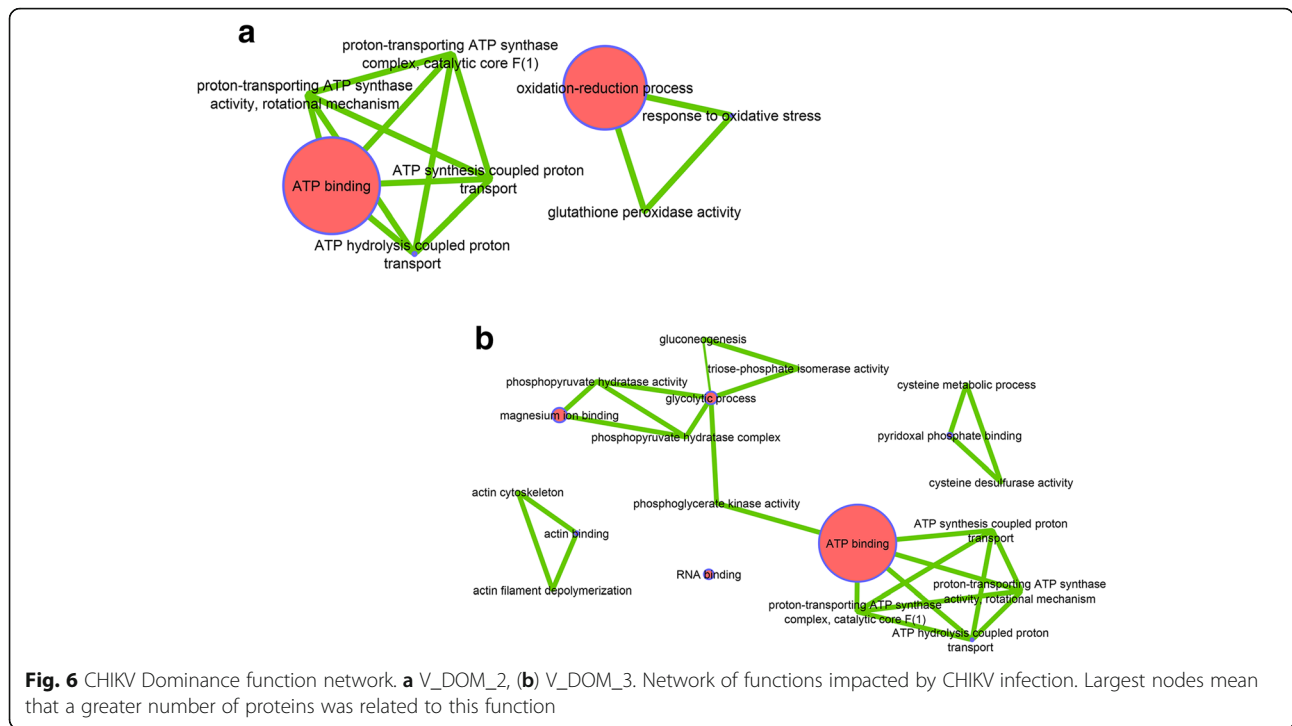 a
proton-transporting ATP synthase
complex, catalytic core F(1)
proton-transporting ATP synthase
activity, rotational mechanism
ATP binding
ATP synthesis coupled proton
transport
ATP hydrolysis coupled proton
transport
oxidation-reduction process
response to oxidative stress
glutathione peroxidase activity
b
gluconeogenesis
triose-phosphate isomerase activity
phosphopyruvate hydratase activity
glycolytic process
magnesium ion binding
phosphopyruvate hydratase complex
cysteine metabolic process
pyridoxal phosphate binding
cysteine desulfurase activity
actin cytoskeleton
actin binding
actin filament depolymerization
phosphoglycerate kinase activity
RNA binding
ATP binding
ATP synthesis coupled proton
transport
proton-transporting ATP synthase
activity, rotational mechanism
proton-transporting ATP synthase
complex, catalytic core F(1)
ATP hydrolysis coupled proton
transport
Fig. 6 CHIKV Dominance function network. a V_DOM_2, (b) V_DOM_3. Network of functions impacted by CHIKV infection. Largest nodes mean
that a greater number of proteins was related to this function